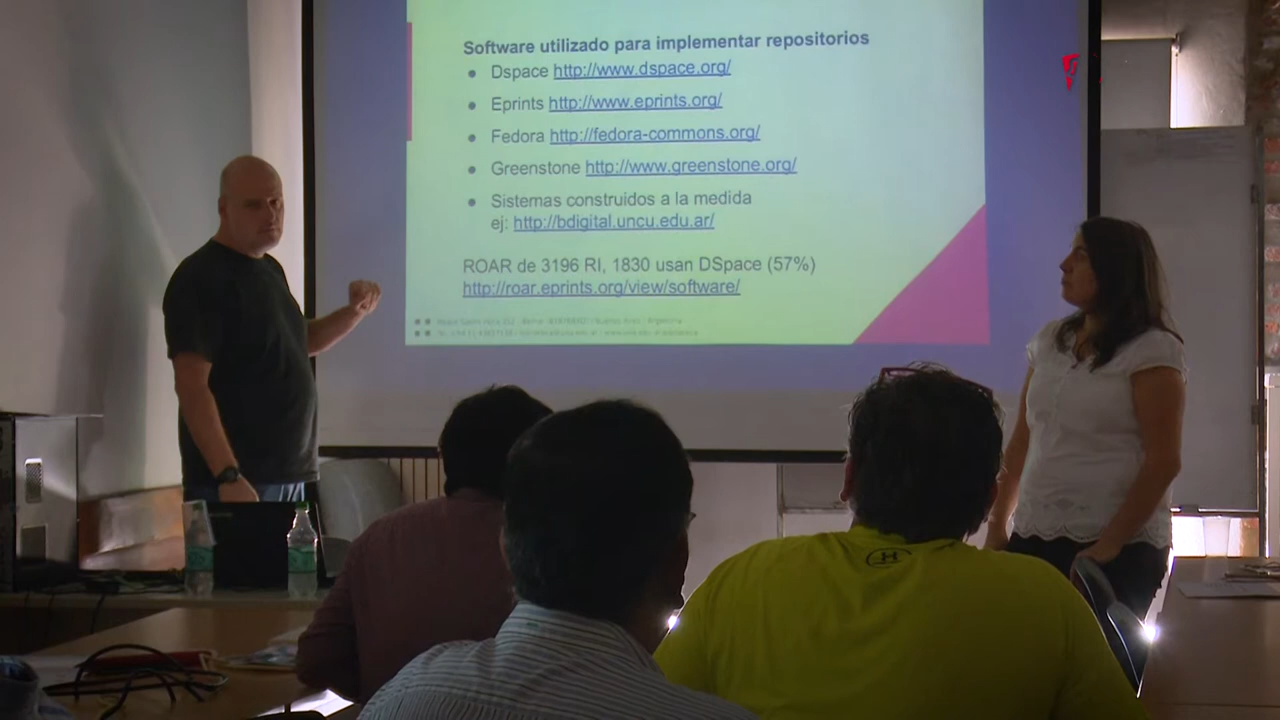 Software utilizado para implementar repositorios
● Dspace http://www.dspace.org/
● Eprints http://www.eprints.org/
● Fedora http://fedora-commons.org/
● Greenstone http://www.greenstone.org/
● Sistemas construidos a la medida
ej: http://bdigital.uncu.edu.ar/
ROAR de 3196 RI, 1830 usan DSpace (57%)
http://roar.eprints.org/view/software/